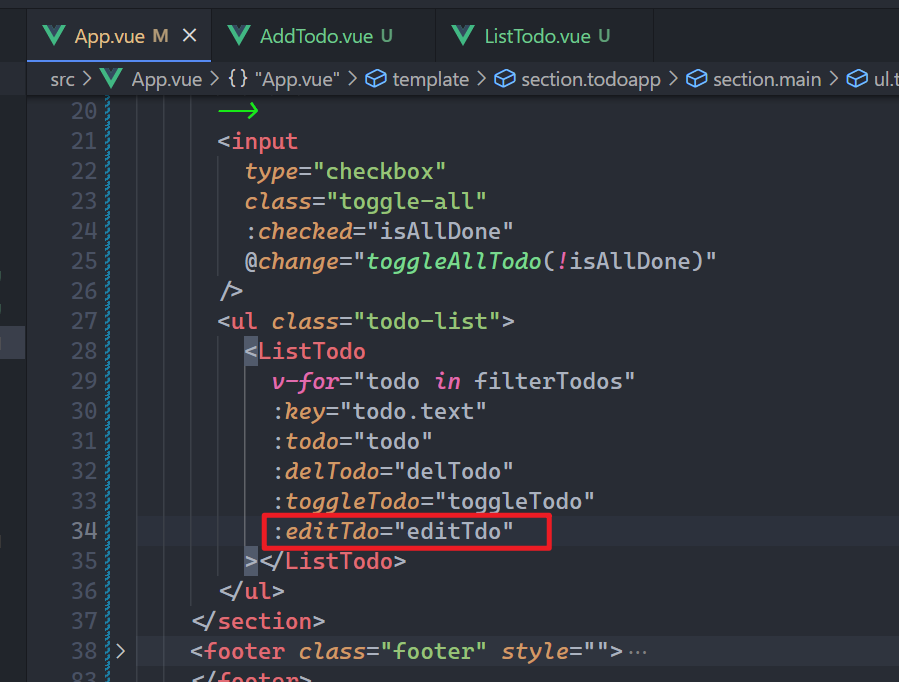 App.vue M × AddTodo.vue U ListTodo.vue U
src > App.vue > {} "App.vue" > template > section.todoapp > section.main > ul.t
20 -->
21 <input
22 type="checkbox"
23 class="toggle-all"
24 :checked="isAllDone"
25 @change="toggleAllTodo(!isAllDone)"
26 />
27 <ul class="todo-list">
28 <ListTodo
29 v-for="todo in filterTodos"
30 :key="todo.text"
31 :todo="todo"
32 :delTodo="delTodo"
33 :toggleTodo="toggleTodo"
34 :editTdo="editTdo"
35 ></ListTodo>
36 </ul>
37 </section>
38 > <footer class="footer" style="">···
83 </footer>